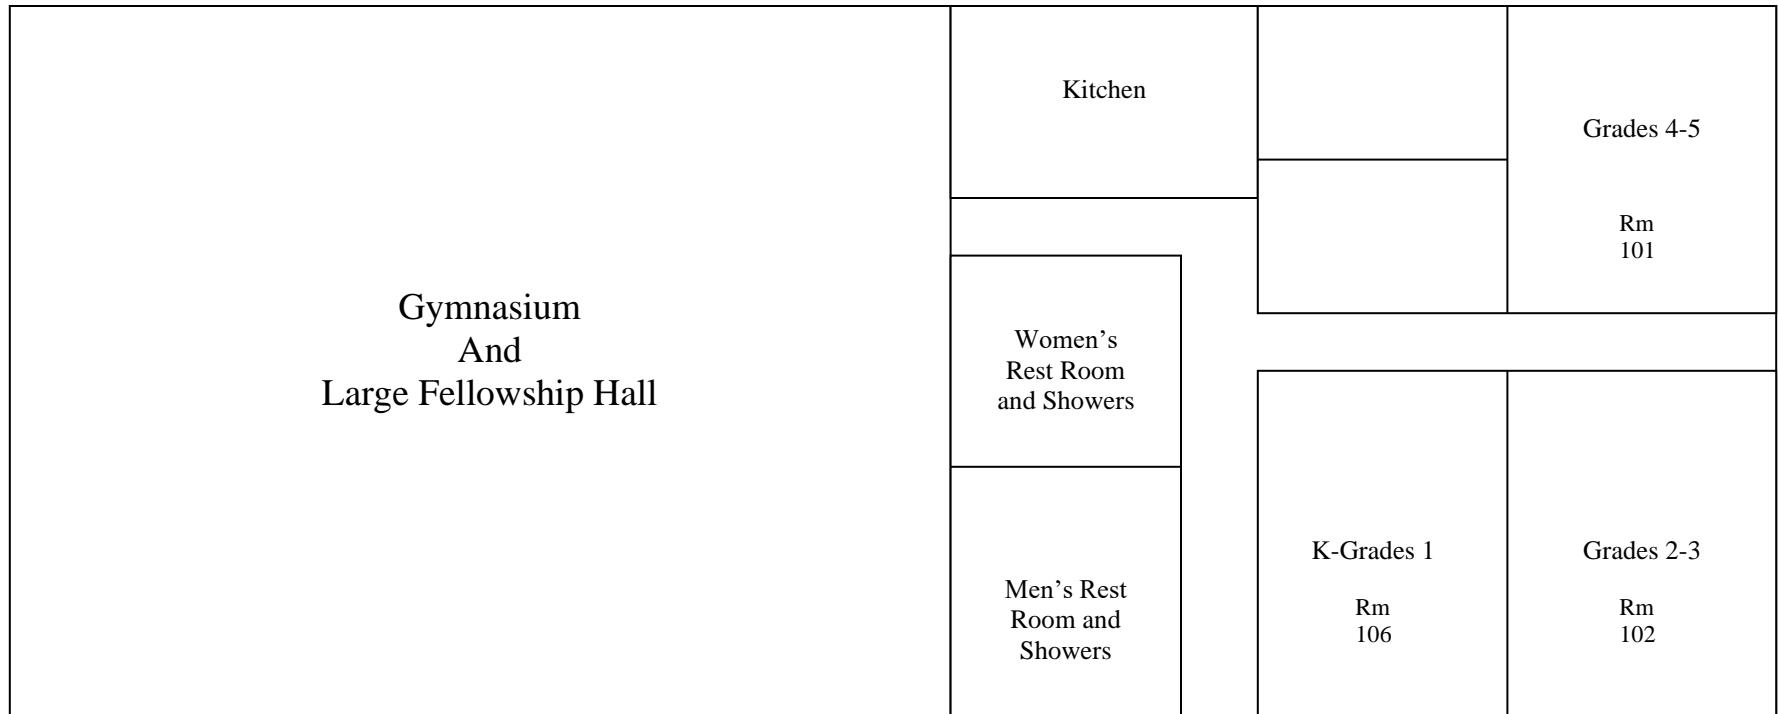 Kitchen
Grades 4-5
Rm
101
Gymnasium
And
Large Fellowship Hall
Women’s
Rest Room
and Showers
Men’s Rest
Room and
Showers
K-Grades 1
Rm
106
Grades 2-3
Rm
102